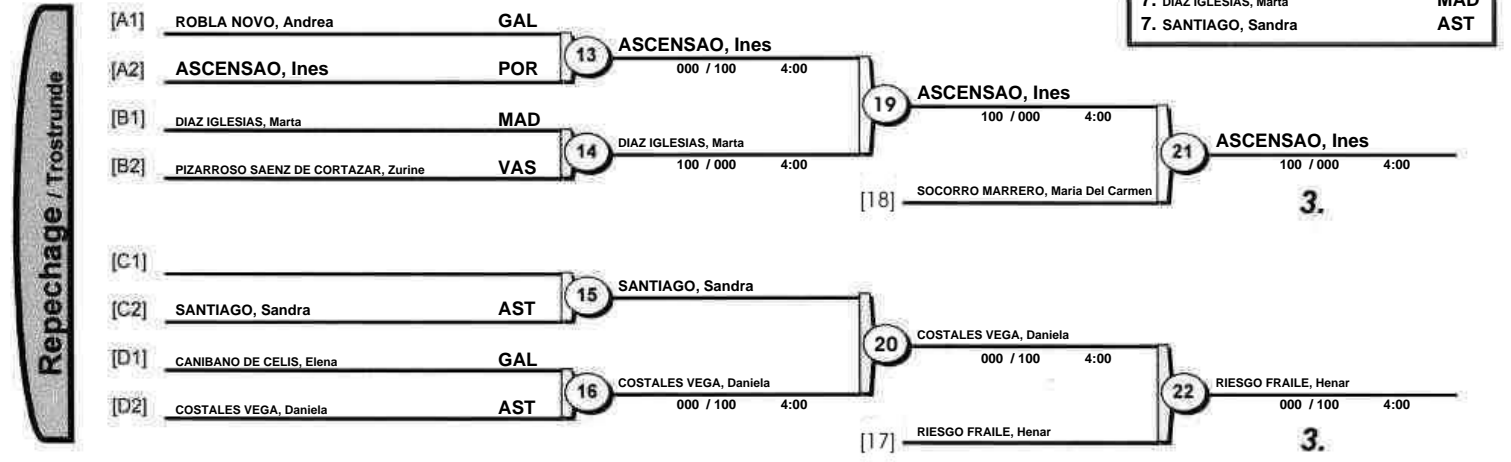 7. DIAZ IGLESIAS, Marta MAD
7. SANTIAGO, Sandra AST
Repechage / Trostrunde
[A1] ROBLA NOVO, Andrea GAL
13 ASCENSAO, Ines
000 / 100 4:00
[A2] ASCENSAO, Ines POR
19 ASCENSAO, Ines
100 / 000 4:00
[B1] DIAZ IGLESIAS, Marta MAD
14 DIAZ IGLESIAS, Marta
100 / 000 4:00
[B2] PIZARROSO SAENZ DE CORTAZAR, Zurine VAS
21 ASCENSAO, Ines
100 / 000 4:00
[18] SOCORRO MARRERO, Maria Del Carmen
3.
[C1]
15 SANTIAGO, Sandra
[C2] SANTIAGO, Sandra AST
20 COSTALES VEGA, Daniela
000 / 100 4:00
[D1] CANIBANO DE CELIS, Elena GAL
16 COSTALES VEGA, Daniela
000 / 100 4:00
[D2] COSTALES VEGA, Daniela AST
22 RIESGO FRAILE, Henar
000 / 100 4:00
[17] RIESGO FRAILE, Henar
3.